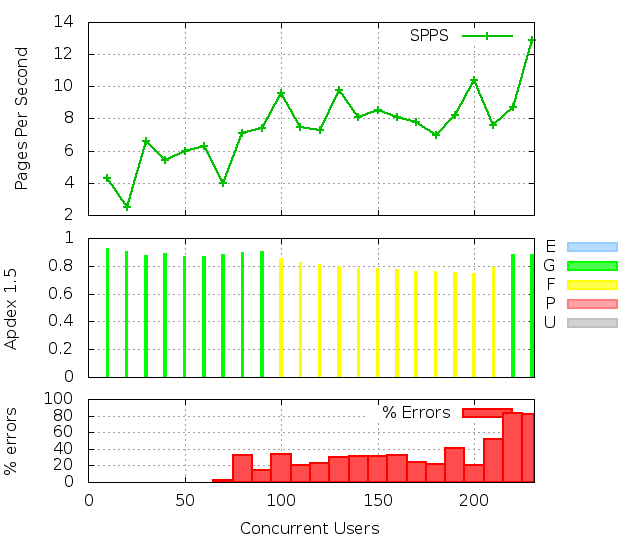 14
12
10
8
6
4
2
Pages Per Second
SPPS
1
0.8
0.6
0.4
0.2
0
Apdex 1.5
E
G
F
P
U
100
80
60
40
20
0
% errors
% Errors
0 50 100 150 200
Concurrent Users